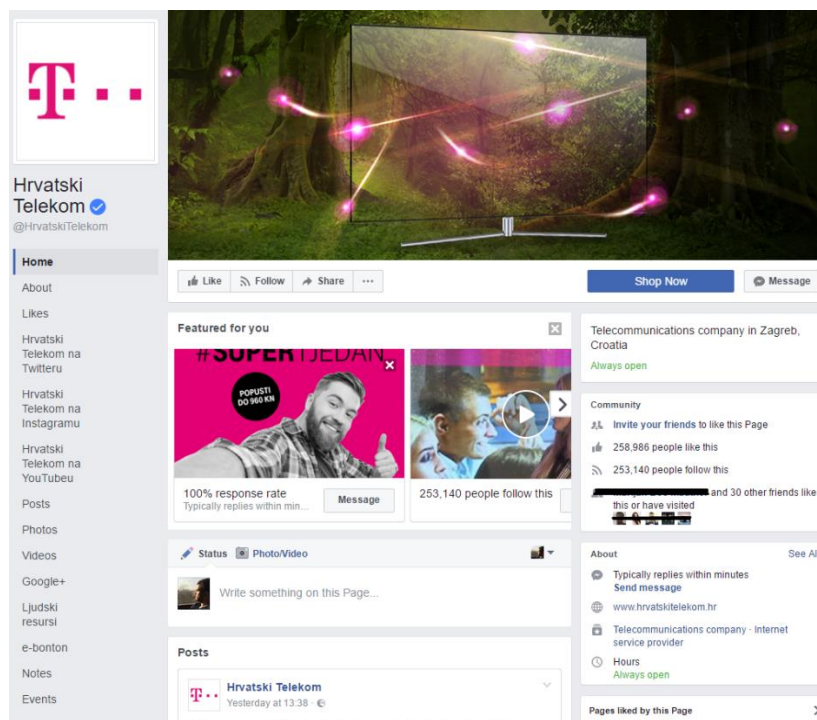 T
Hrvatski
Telekom
@HrvatskiTelekom
Home
About
Likes
Hrvatski
Telekom na
Twitteru
Hrvatski
Telekom na
Instagramu
Hrvatski
Telekom na
YouTubeu
Posts
Photos
Videos
Google+
Ljudski
resursi
e-bonton
Notes
Events
Like
Follow
Share
Shop Now
Message
Featured for you
#SUPERTJEDAN
POPUSTI
DO 960 KN
100% response rate
Typically replies within min...
Message
253,140 people follow this
Status
Photo/Video
Write something on this Page...
Posts
T
Hrvatski Telekom
Yesterday at 13:38 ·
Telecommunications company in Zagreb,
Croatia
Always open
Community
Invite your friends to like this Page
258,986 people like this
253,140 people follow this
and 30 other friends like
this or have visited
About
See Al
Typically replies within minutes
Send message
www.hrvatskitelekom.hr
Telecommunications company · Internet
service provider
Hours
Always open
Pages liked by this Page